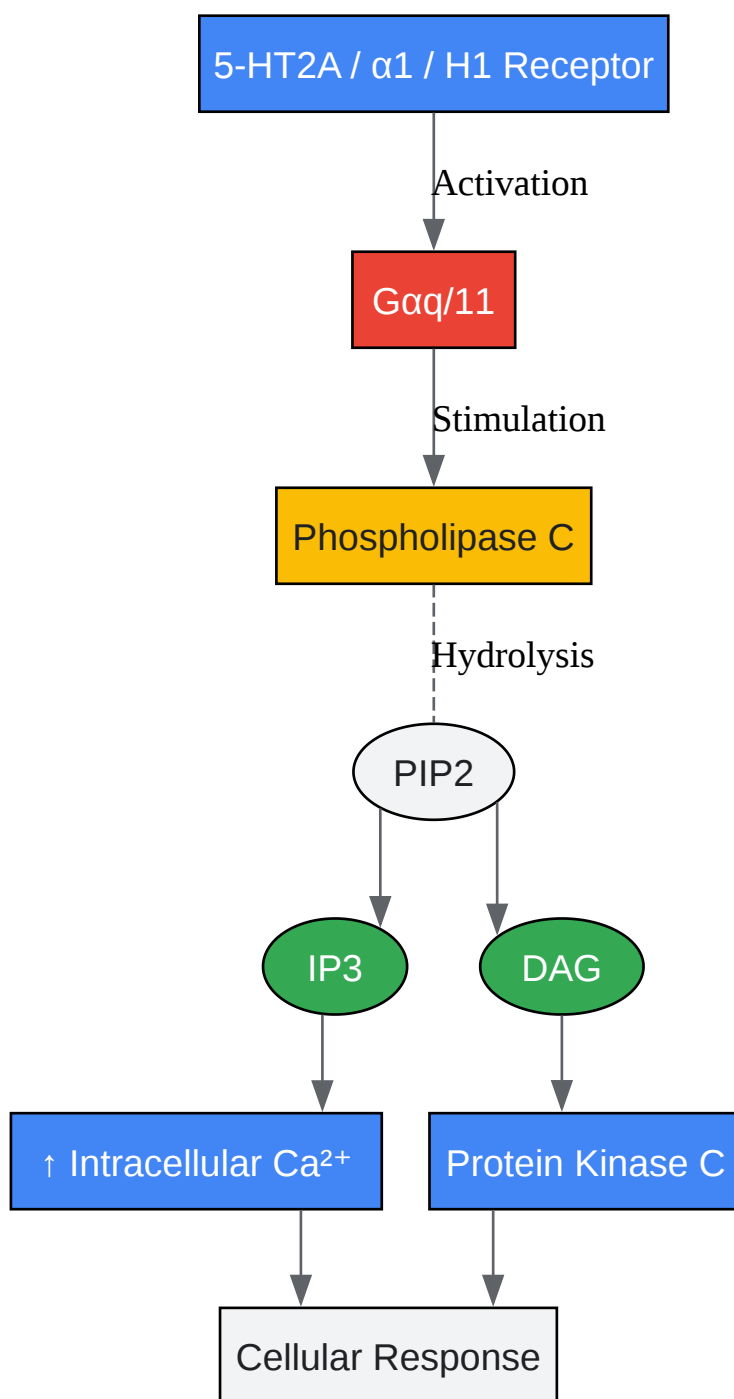 5-HT2A / α1 / H1 Receptor
Activation
Gαq/11
Stimulation
Phospholipase C
Hydrolysis
PIP2
IP3
DAG
↑ Intracellular Ca²⁺
Protein Kinase C
Cellular Response